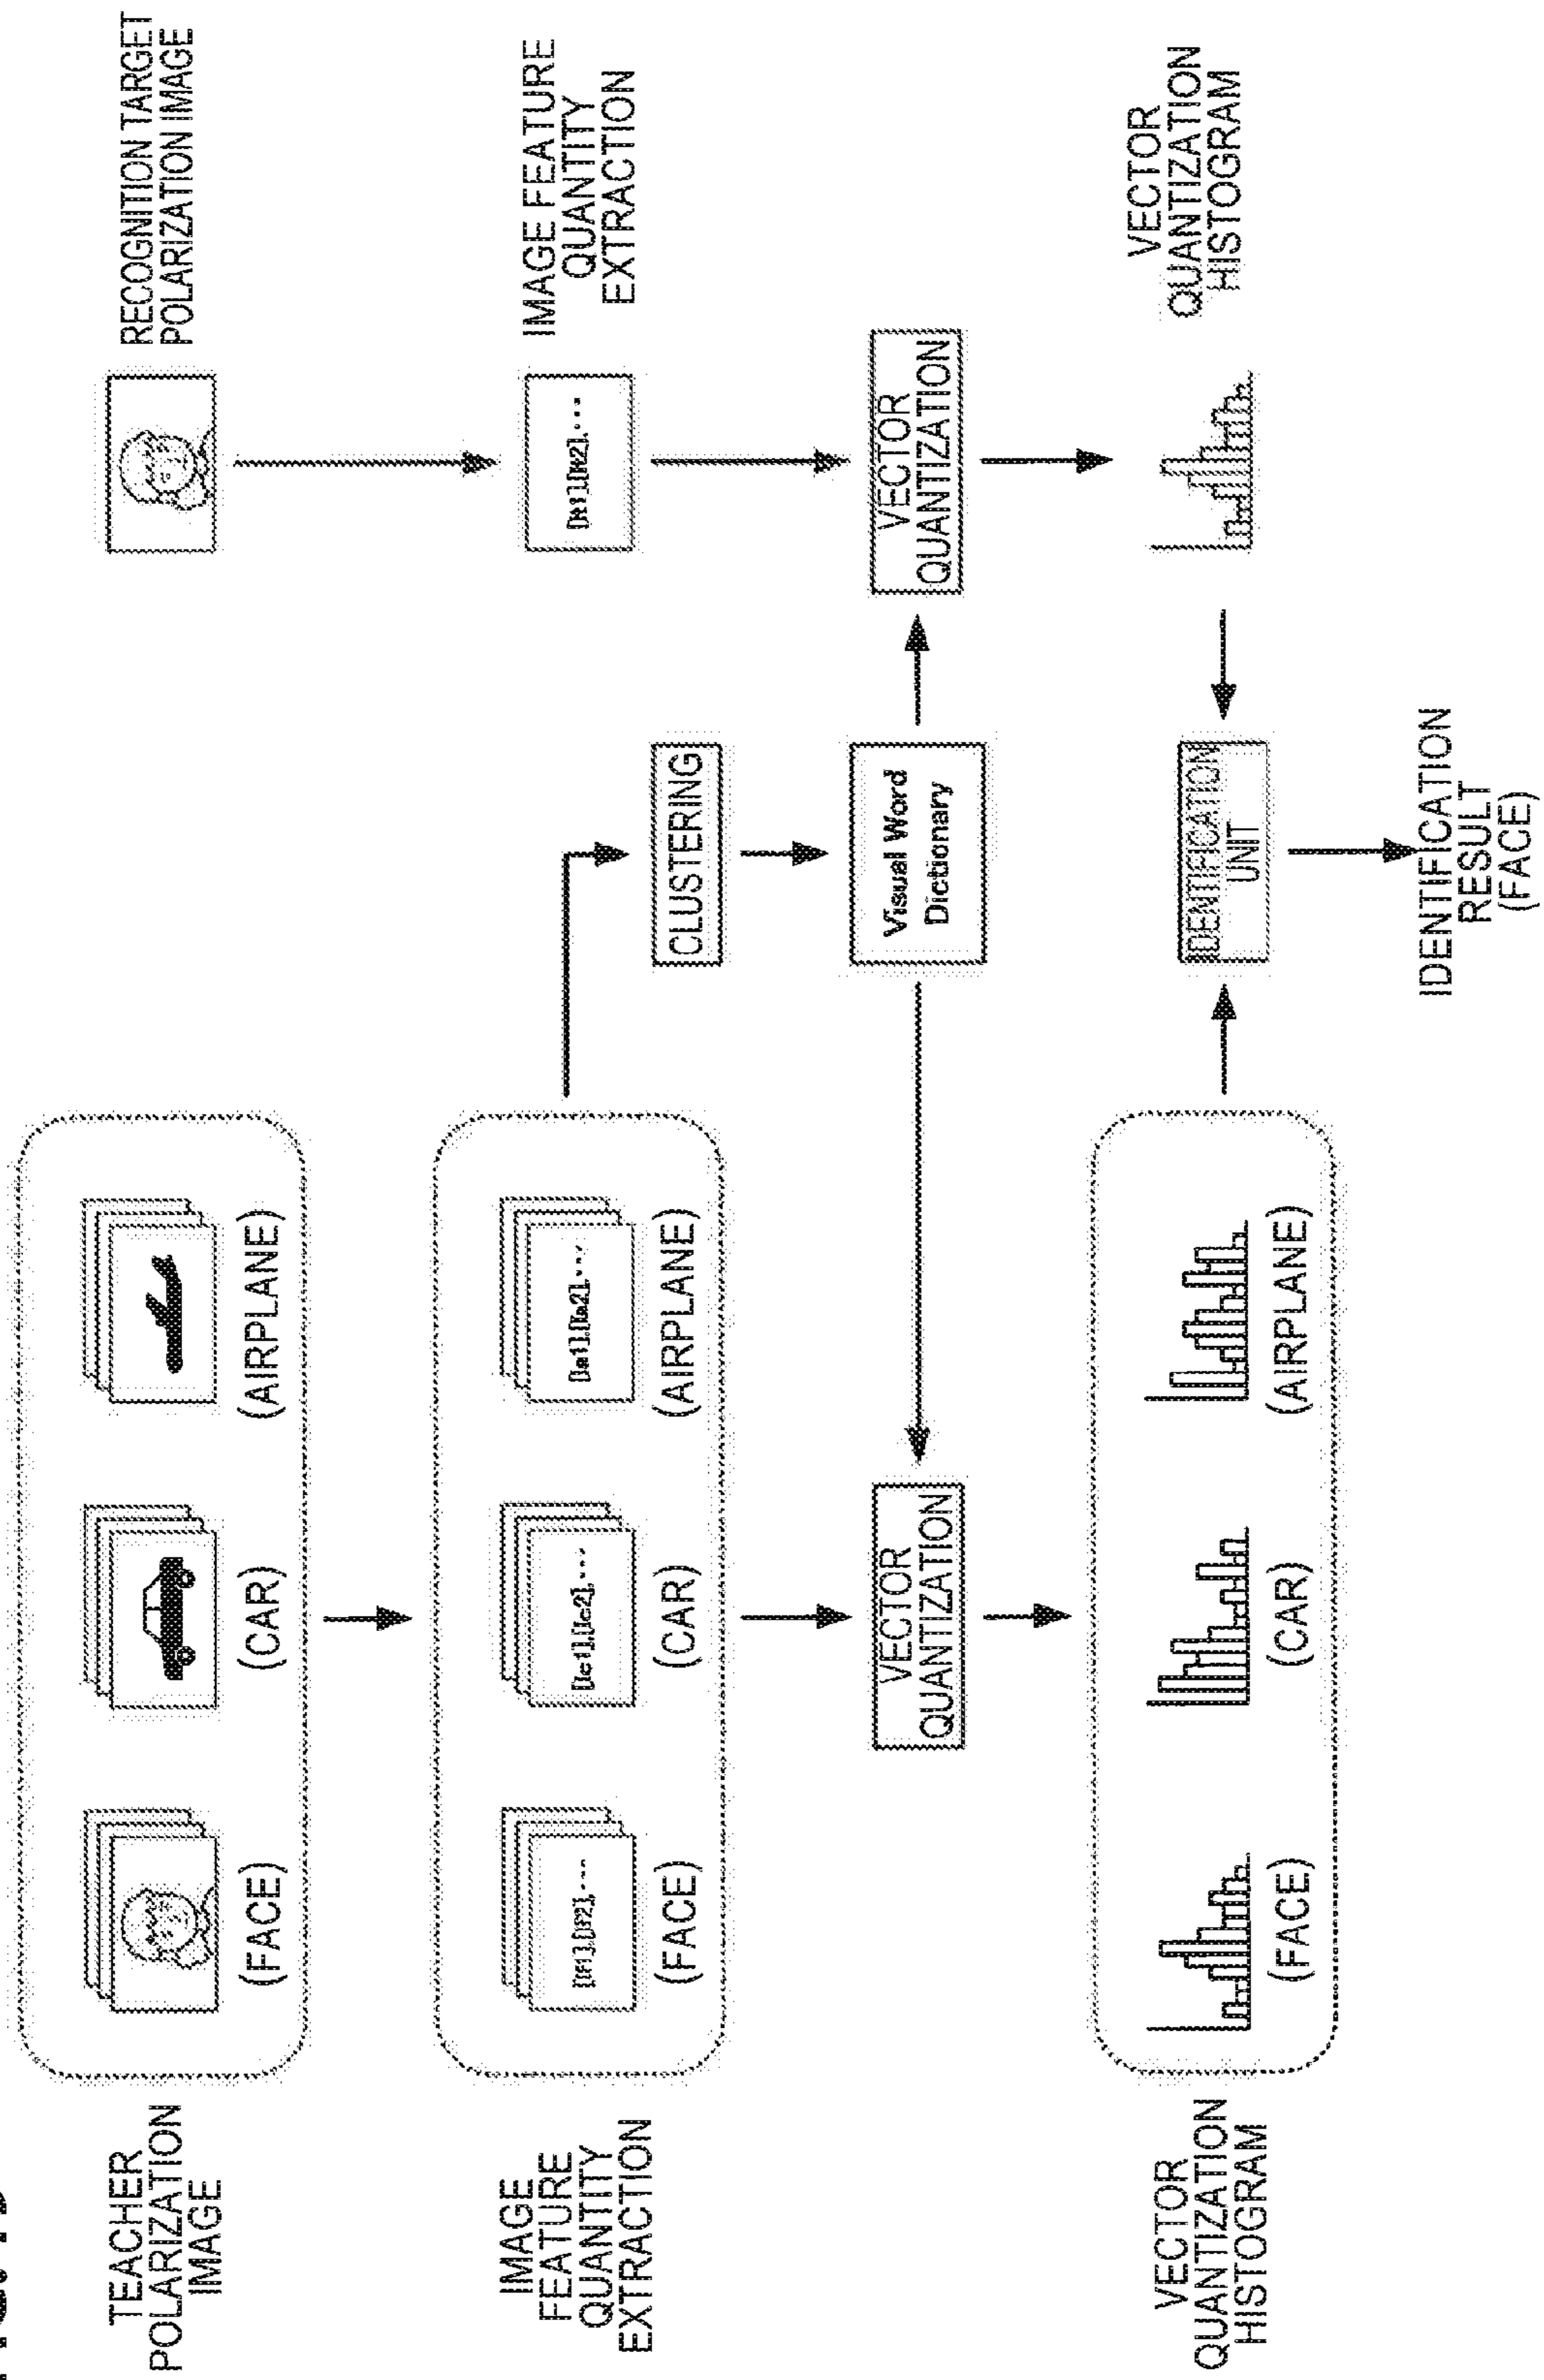 TEACHER
POLARIZATION
IMAGE
(FACE)
(CAR)
(AIRPLANE)
RECOGNITION TARGET
POLARIZATION IMAGE
IMAGE
FEATURE
QUANTITY
EXTRACTION
(FACE)
(CAR)
(AIRPLANE)
IMAGE FEATURE
QUANTITY
EXTRACTION
CLUSTERING
VECTOR
QUANTIZATION
Visual Word
Dictionary
VECTOR
QUANTIZATION
VECTOR
QUANTIZATION
HISTOGRAM
(FACE)
(CAR)
(AIRPLANE)
IDENTIFICATION
UNIT
VECTOR
QUANTIZATION
HISTOGRAM
IDENTIFICATION
RESULT
(FACE)